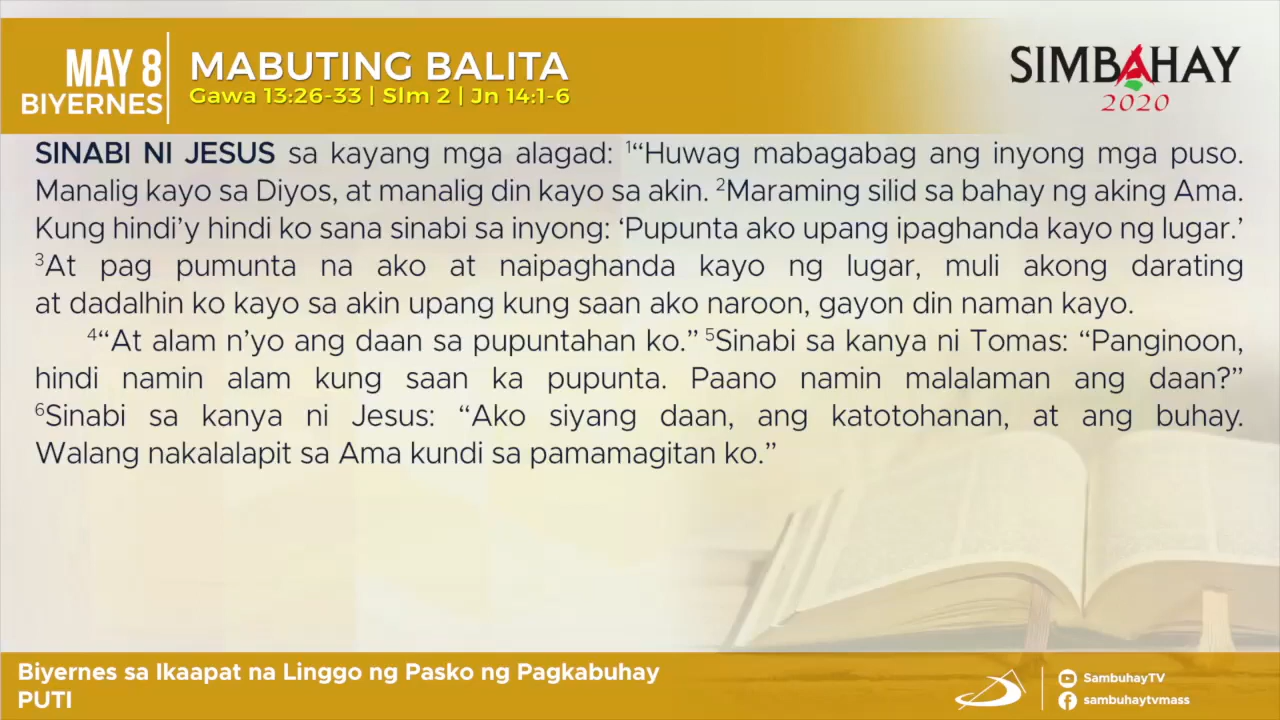 MAY 8
BIYERNES
MABUTING BALITA
Gawa 13:26-33 | Slm 2 | Jn 14:1-6
SIMBAHAY
2020
SINABI NI JESUS sa kayang mga alagad: ¹“Huwag mabagabag ang inyong mga puso.
Manalig kayo sa Diyos, at manalig din kayo sa akin. ²Maraming silid sa bahay ng aking Ama.
Kung hindi’y hindi ko sana sinabi sa inyong: ‘Pupunta ako upang ipaghanda kayo ng lugar.’
³At pag pumunta na ako at naipaghanda kayo ng lugar, muli akong darating
at dadalhin ko kayo sa akin upang kung saan ako naroon, gayon din naman kayo.
⁴“At alam n’yo ang daan sa pupuntahan ko.” ⁵Sinabi sa kanya ni Tomas: “Panginoon,
hindi namin alam kung saan ka pupunta. Paano namin malalaman ang daan?”
⁶Sinabi sa kanya ni Jesus: “Ako siyang daan, ang katotohanan, at ang buhay.
Walang nakalalapit sa Ama kundi sa pamamagitan ko.”
Biyernes sa Ikaapat na Linggo ng Pasko ng Pagkabuhay
PUTI
SambuhayTV
sambuhaytvmass